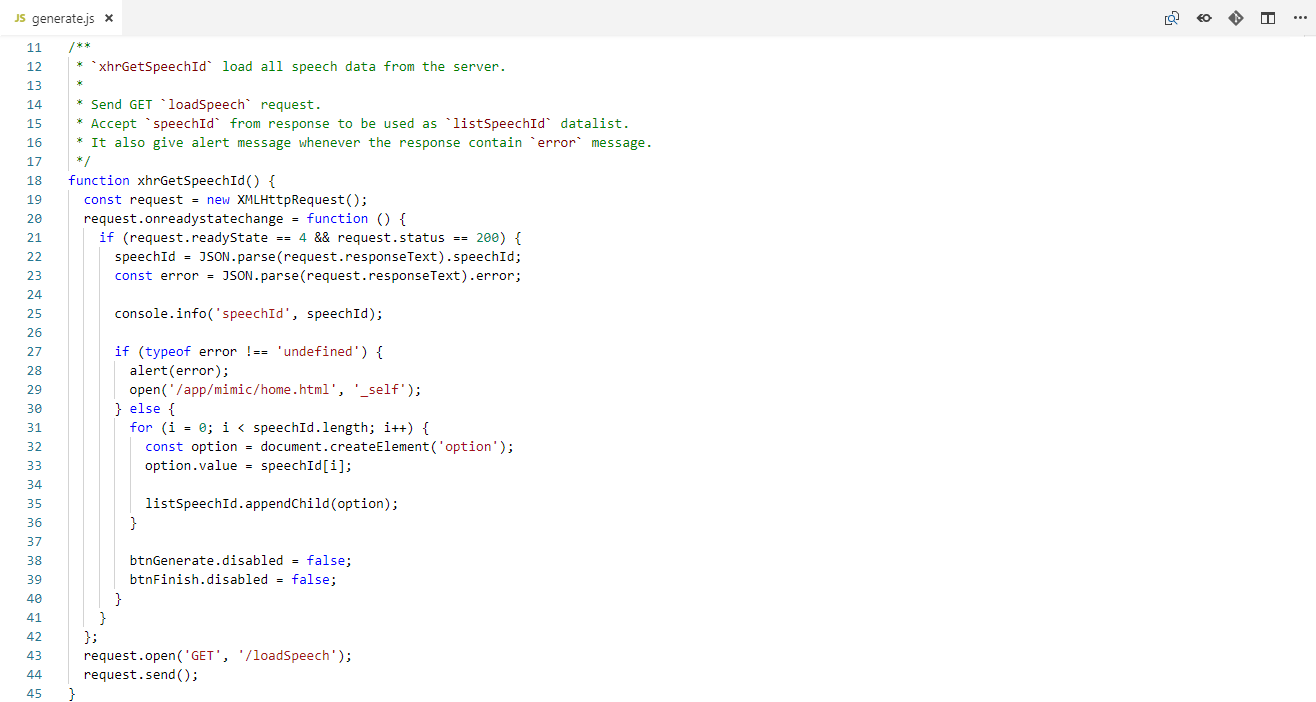 JS generate.js ×
11 /**
12  * `xhrGetSpeechId` load all speech data from the server.
13  *
14  * Send GET `loadSpeech` request.
15  * Accept `speechId` from response to be used as `listSpeechId` datalist.
16  * It also give alert message whenever the response contain `error` message.
17  */
18 function xhrGetSpeechId() {
19   const request = new XMLHttpRequest();
20   request.onreadystatechange = function () {
21     if (request.readyState == 4 && request.status == 200) {
22       speechId = JSON.parse(request.responseText).speechId;
23       const error = JSON.parse(request.responseText).error;
24
25       console.info('speechId', speechId);
26
27       if (typeof error !== 'undefined') {
28         alert(error);
29         open('/app/mimic/home.html', '_self');
30       } else {
31         for (i = 0; i < speechId.length; i++) {
32           const option = document.createElement('option');
33           option.value = speechId[i];
34
35           listSpeechId.appendChild(option);
36         }
37
38         btnGenerate.disabled = false;
39         btnFinish.disabled = false;
40       }
41     }
42   };
43   request.open('GET', '/loadSpeech');
44   request.send();
45 }